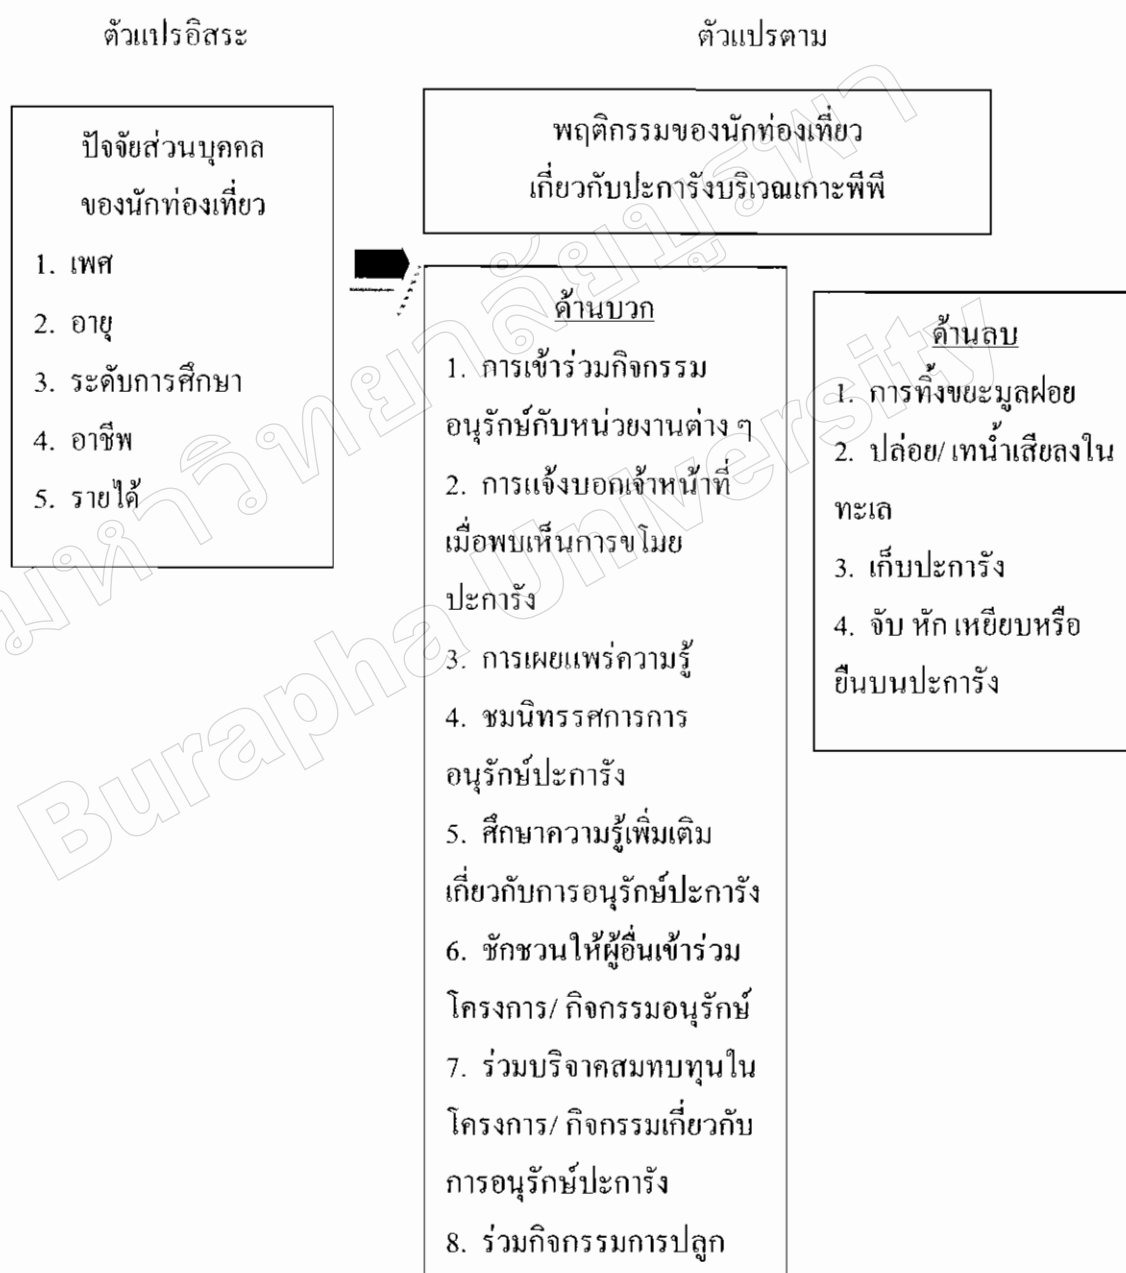 ตัวแปรอิสระ
ตัวแปรตาม
ปัจจัยส่วนบุคคล
ของนักท่องเที่ยว
1. เพศ
2. อายุ
3. ระดับการศึกษา
4. อาชีพ
5. รายได้
พฤติกรรมของนักท่องเที่ยว
เกี่ยวกับปะการังบริเวณเกาะพีพี
ด้านบวก
1. การเข้าร่วมกิจกรรม
อนุรักษ์กับหน่วยงานต่าง ๆ
2. การแจ้งบอกเจ้าหน้าที่
เมื่อพบเห็นการขโมย
ปะการัง
3. การเผยแพร่ความรู้
4. ชมนิทรรศการการ
อนุรักษ์ปะการัง
5. ศึกษาความรู้เพิ่มเติม
เกี่ยวกับการอนุรักษ์ปะการัง
6. ชักชวนให้ผู้อื่นเข้าร่วม
โครงการ/ กิจกรรมอนุรักษ์
7. ร่วมบริจาคสมทบทุนใน
โครงการ/ กิจกรรมเกี่ยวกับ
การอนุรักษ์ปะการัง
8. ร่วมกิจกรรมการปลูก
ด้านลบ
1. การทิ้งขยะมูลฝอย
2. ปล่อย/ เทน้ำเสียลงใน
ทะเล
3. เก็บปะการัง
4. จับ หัก เหยียบหรือ
ยืนบนปะการัง
มหาวิทยาลัยบูรพา
Burapha University